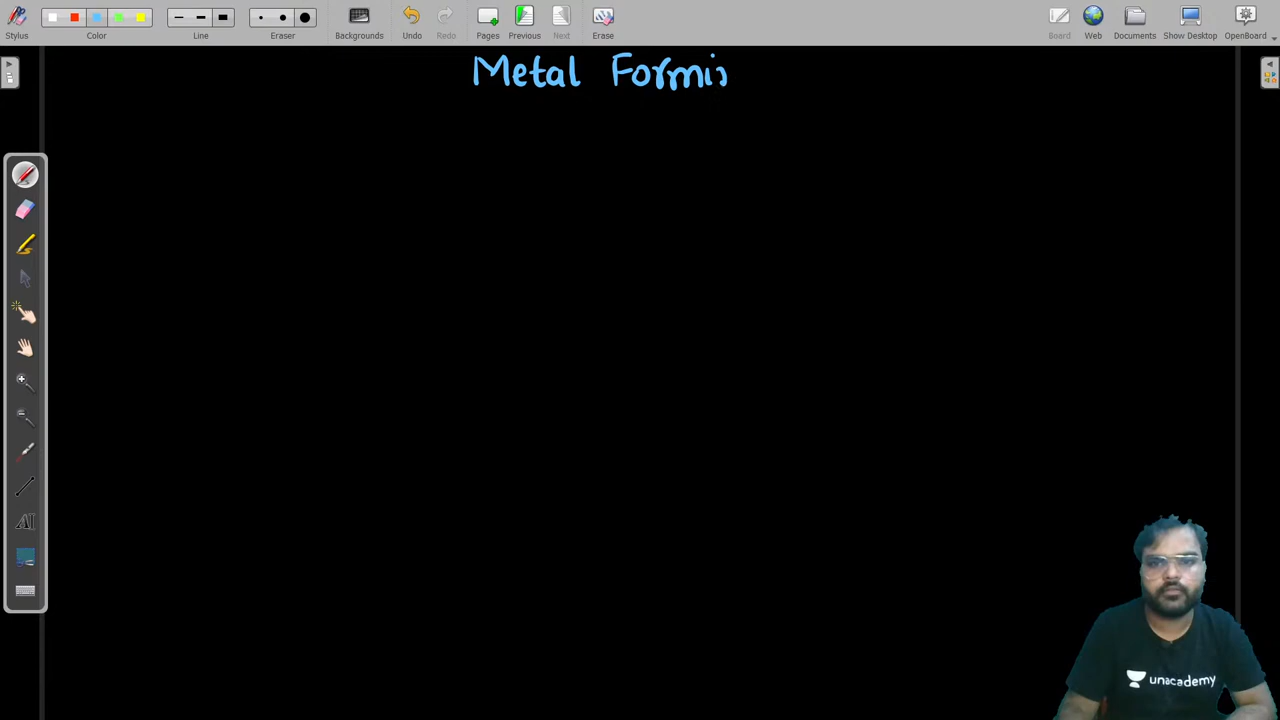 Stylus Color Line Eraser Backgrounds Undo Redo Pages Previous Next Erase Board Web Documents Show Desktop OpenBoard
Metal Formi
AI
unacademy